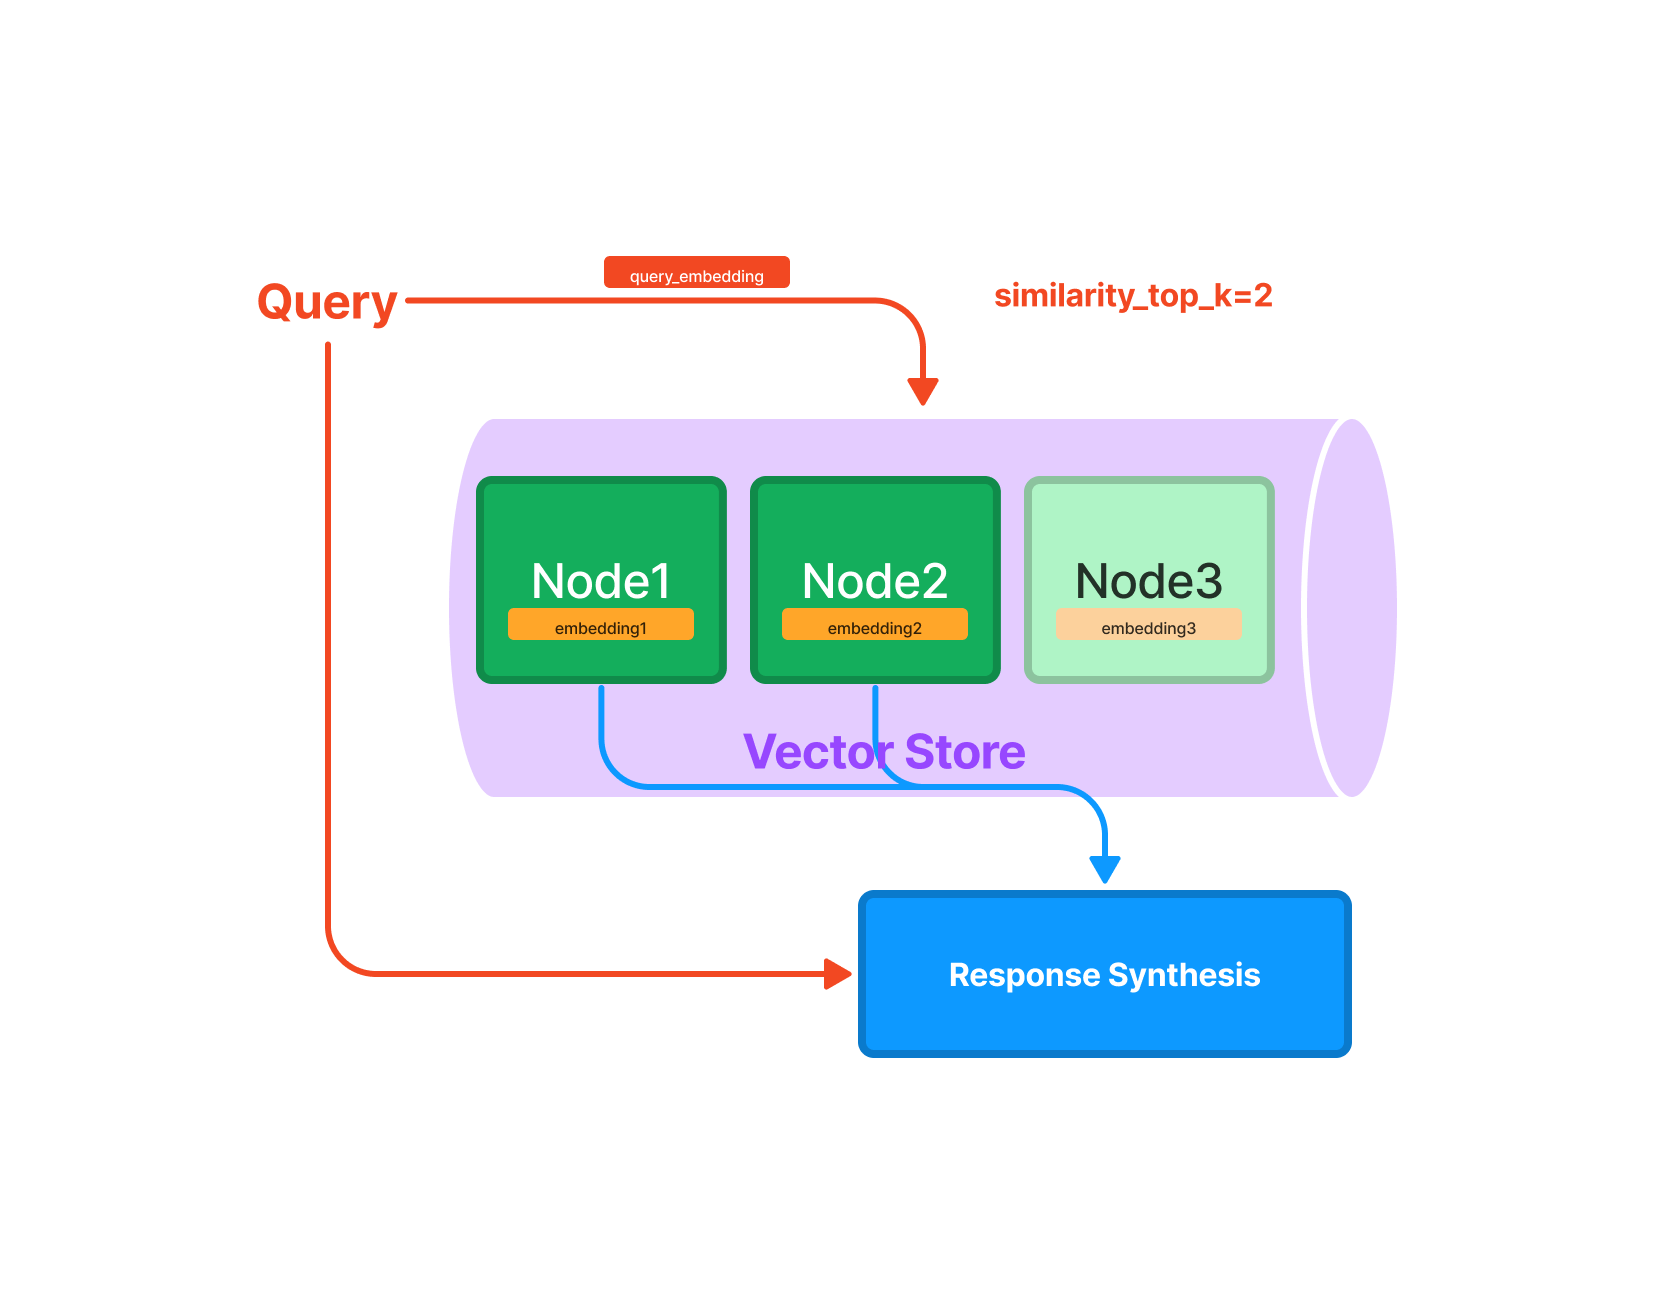 query_embedding
Query
similarity_top_k=2
Node1
embedding1
Node2
embedding2
Node3
embedding3
Vector Store
Response Synthesis